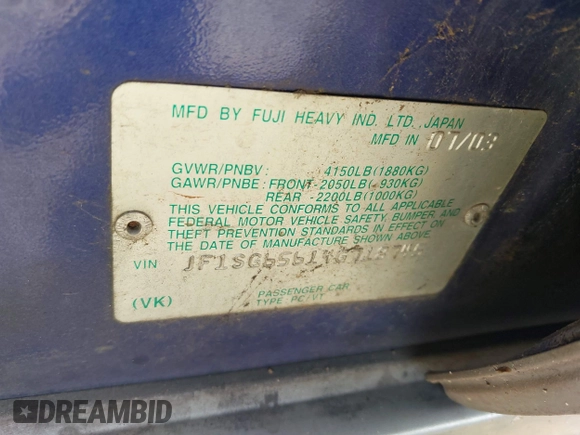 MFD BY FUJI HEAVY IND. LTD. JAPAN
MFD IN 07/03
GVWR/PNBV: 4150LB(1880KG)
GAWR/PNBE: FRONT-2050LB( 930KG)
REAR -2200LB(1000KG)
THIS VEHICLE CONFORMS TO ALL APPLICABLE
FEDERAL MOTOR VEHICLE SAFETY, BUMPER, AND
THEFT PREVENTION STANDARDS IN EFFECT ON
THE DATE OF MANUFACTURE SHOWN ABOVE.
VIN
(VK) PASSENGER CAR
TYPE: PC/VT
DREAMBID